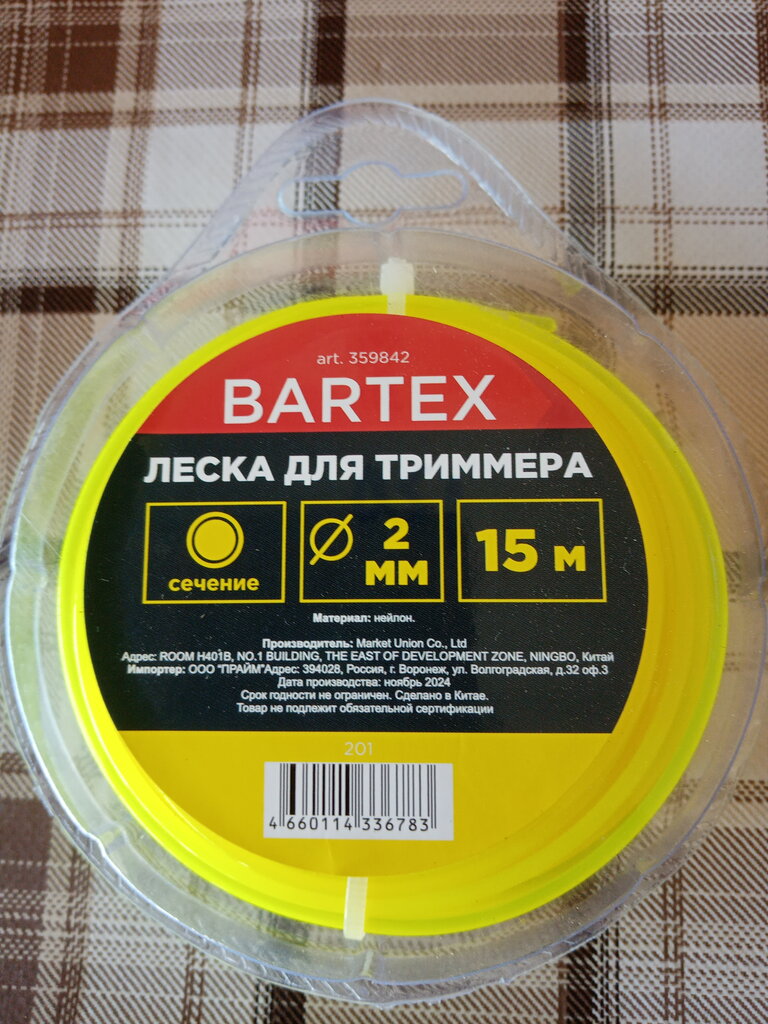 art. 359842
BARTEX
ЛЕСКА ДЛЯ ТРИММЕРА
сечение
Ø 2 мм
15 м
Материал: нейлон.
Производитель: Market Union Co., Ltd
Адрес: ROOM H401B, NO.1 BUILDING, THE EAST OF DEVELOPMENT ZONE, NINGBO, Китай
Импортер: ООО "ПРАЙМ"Адрес: 394028, Россия, г. Воронеж, ул. Волгоградская, д.32 оф.3
Дата производства: ноябрь 2024
Срок годности не ограничен. Сделано в Китае.
Товар не подлежит обязательной сертификации
201
4 660114 336783